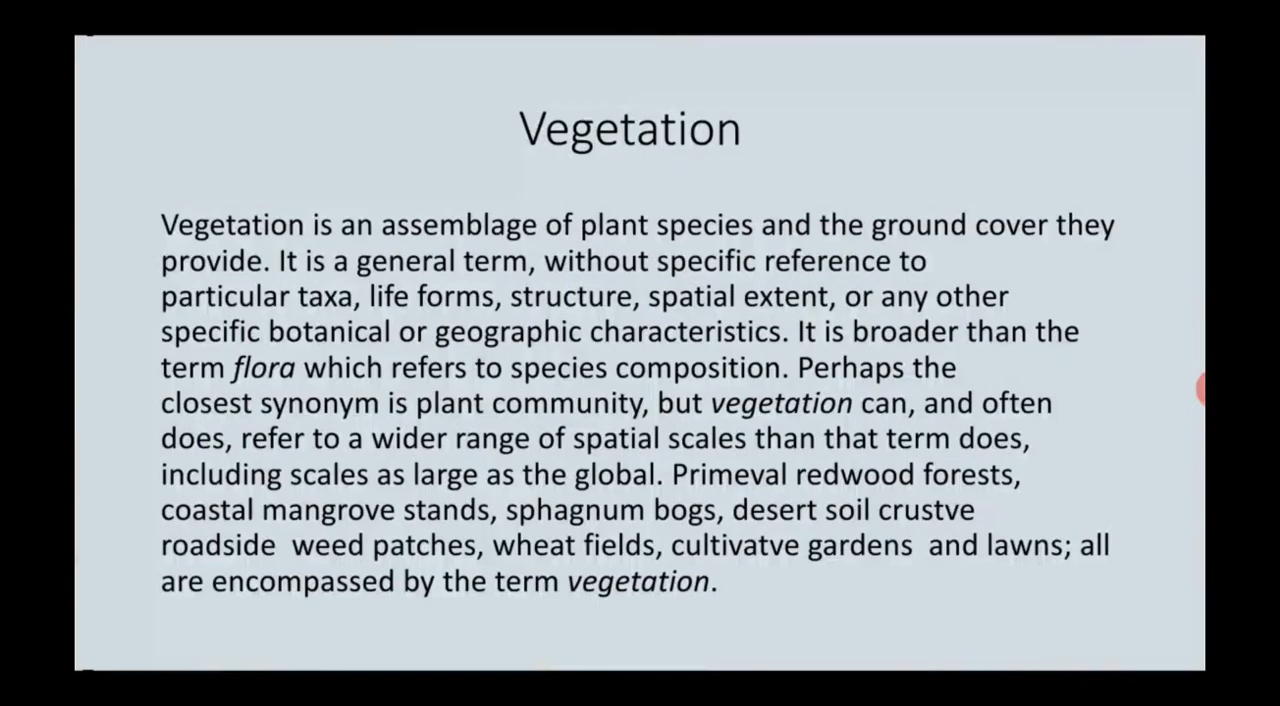 Vegetation
Vegetation is an assemblage of plant species and the ground cover they
provide. It is a general term, without specific reference to
particular taxa, life forms, structure, spatial extent, or any other
specific botanical or geographic characteristics. It is broader than the
term flora which refers to species composition. Perhaps the
closest synonym is plant community, but vegetation can, and often
does, refer to a wider range of spatial scales than that term does,
including scales as large as the global. Primeval redwood forests,
coastal mangrove stands, sphagnum bogs, desert soil crustve
roadside  weed patches, wheat fields, cultivatve gardens  and lawns; all
are encompassed by the term vegetation.